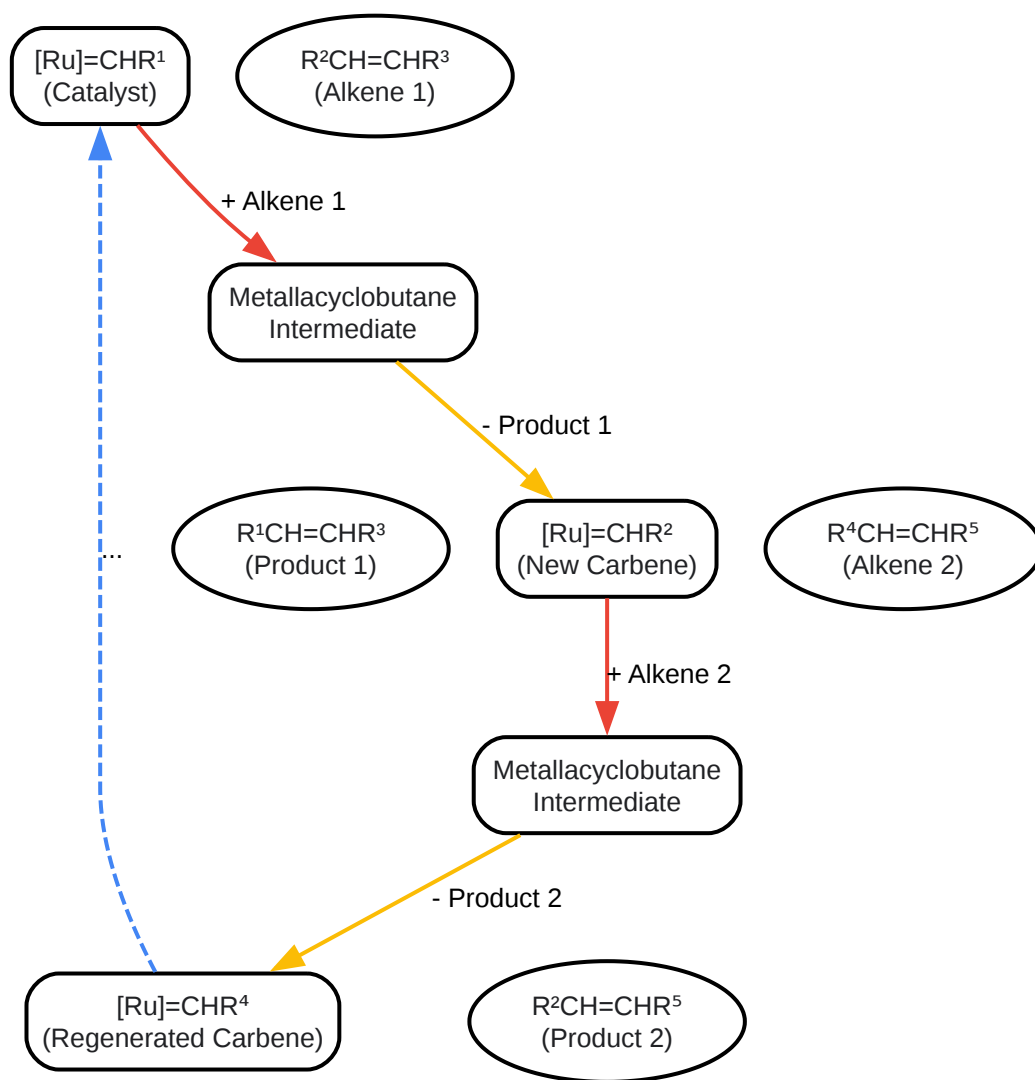 [Ru]=CHR¹
(Catalyst)
R²CH=CHR³
(Alkene 1)
+ Alkene 1
Metallacyclobutane
Intermediate
- Product 1
R¹CH=CHR³
(Product 1)
[Ru]=CHR²
(New Carbene)
R⁴CH=CHR⁵
(Alkene 2)
...
+ Alkene 2
Metallacyclobutane
Intermediate
- Product 2
[Ru]=CHR⁴
(Regenerated Carbene)
R²CH=CHR⁵
(Product 2)